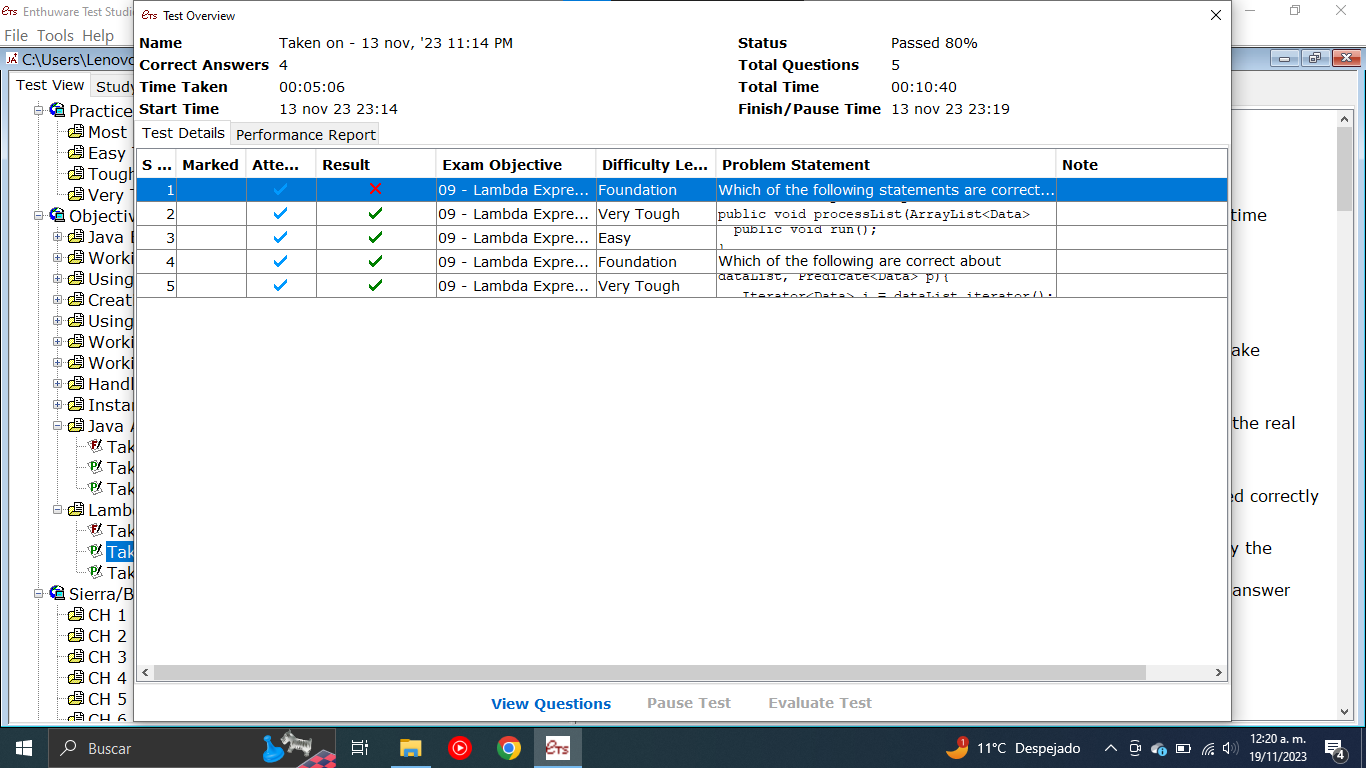 ETS Enthuware Test Studi
File Tools Help
C:\Users\Lenovo
Test View Study
Practice
Most
Easy
Tough
Very
Objectiv
Java
Worki
Using
Creat
Using
Worki
Worki
Handl
Instan
Java A
Tak
Tak
Tak
Lamb
Tak
Tak
Tak
Sierra/B
CH 1
CH 2
CH 3
CH 4
CH 5
CH 6
ETS Test Overview
Name Taken on - 13 nov, '23 11:14 PM Status Passed 80%
Correct Answers 4 Total Questions 5
Time Taken 00:05:06 Total Time 00:10:40
Start Time 13 nov 23 23:14 Finish/Pause Time 13 nov 23 23:19
Test Details Performance Report
S ... Marked Atte... Result Exam Objective Difficulty Le... Problem Statement Note
1 09 - Lambda Expre... Foundation Which of the following statements are correct...
2 09 - Lambda Expre... Very Tough public void processList(ArrayList<Data>
3 09 - Lambda Expre... Easy public void run();
4 09 - Lambda Expre... Foundation Which of the following are correct about
5 09 - Lambda Expre... Very Tough dataList, Predicate<Data> p){
Iterator<Data> i = dataList.iterator();
View Questions Pause Test Evaluate Test
time
ake
the real
ed correctly
y the
answer
Buscar
ETS
1
11°C Despejado
12:20 a. m.
19/11/2023
4